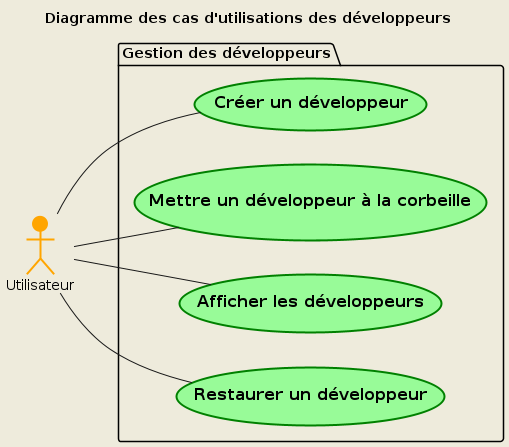 Diagramme des cas d'utilisations des développeurs
Gestion des développeurs
Créer un développeur
Mettre un développeur à la corbeille
Utilisateur
Afficher les développeurs
Restaurer un développeur